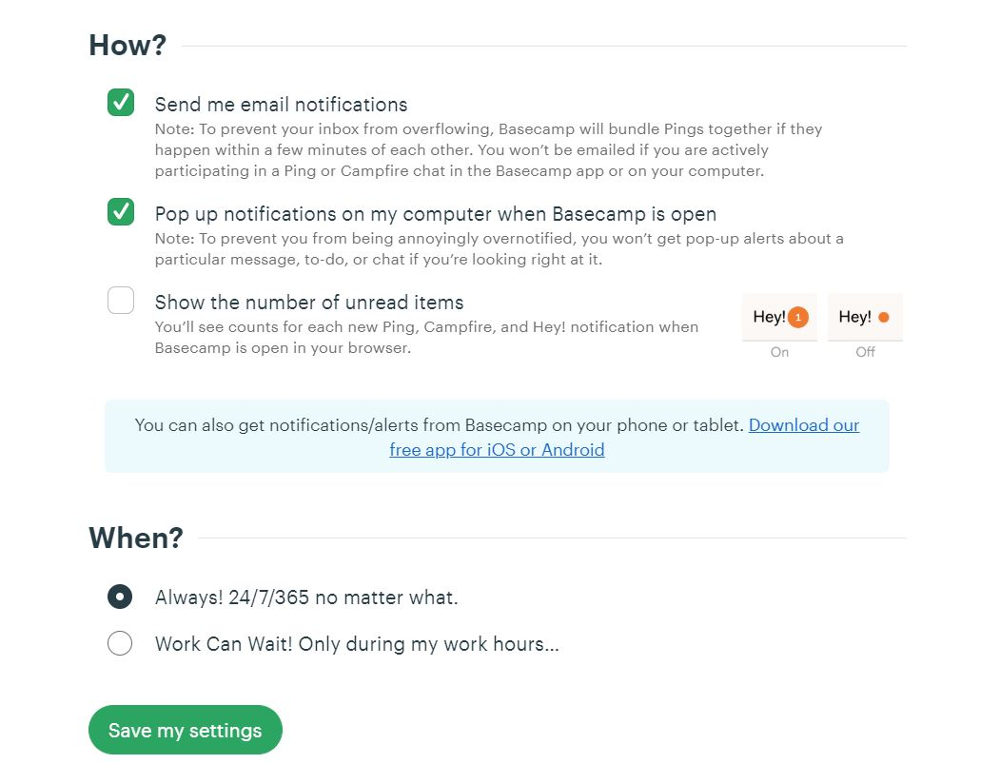 How?
Send me email notifications
Note: To prevent your inbox from overflowing, Basecamp will bundle Pings together if they
happen within a few minutes of each other. You won’t be emailed if you are actively
participating in a Ping or Campfire chat in the Basecamp app or on your computer.
Pop up notifications on my computer when Basecamp is open
Note: To prevent you from being annoyingly overnotified, you won’t get pop-up alerts about a
particular message, to-do, or chat if you’re looking right at it.
Show the number of unread items
You’ll see counts for each new Ping, Campfire, and Hey! notification when
Basecamp is open in your browser.
Hey! 1 Hey!
On Off
You can also get notifications/alerts from Basecamp on your phone or tablet. Download our
free app for iOS or Android
When?
Always! 24/7/365 no matter what.
Work Can Wait! Only during my work hours...
Save my settings